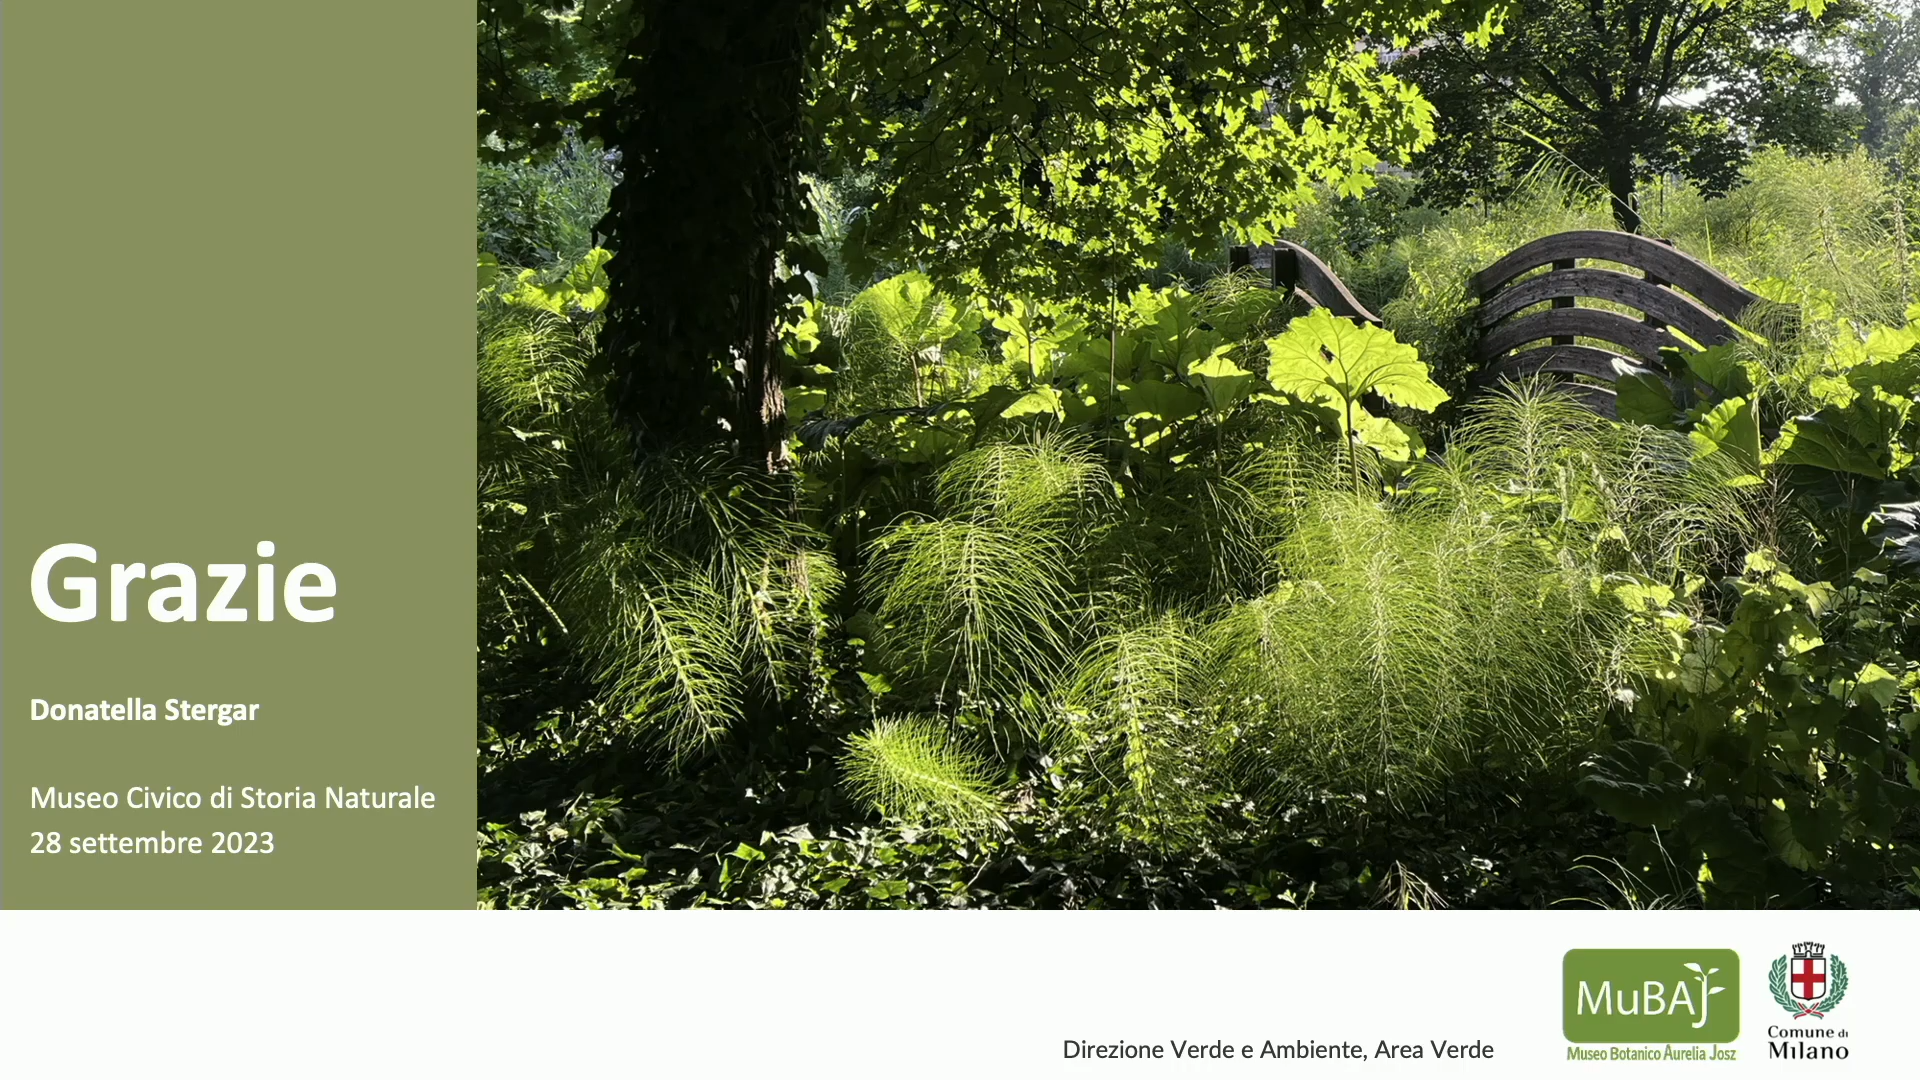 Grazie
Donatella Stergar
Museo Civico di Storia Naturale
28 settembre 2023
Direzione Verde e Ambiente, Area Verde
MuBAJ
Museo Botanico Aurelia Josz
Comune di
Milano